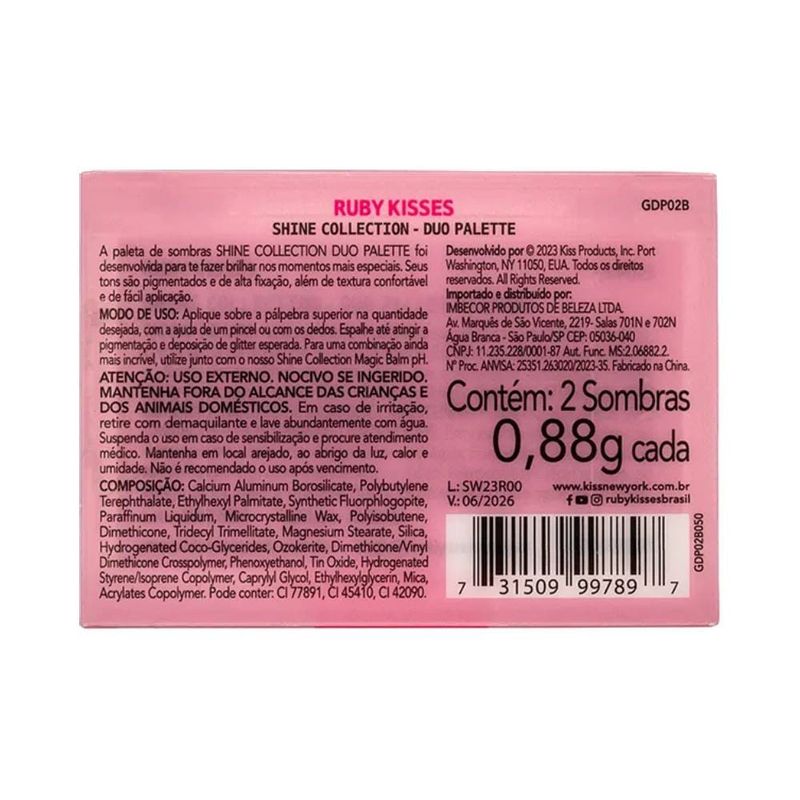 RUBY KISSES
GDP02B
SHINE COLLECTION - DUO PALETTE
A paleta de sombras SHINE COLLECTION DUO PALETTE foi
desenvolvida para te fazer brilhar nos momentos mais especiais. Seus
tons são pigmentados e de alta fixação, além de textura confortável
e de fácil aplicação.
MODO DE USO: Aplique sobre a pálpebra superior na quantidade
desejada, com a ajuda de um pincel ou com os dedos. Espalhe até atingir a
pigmentação e deposição de glitter esperada. Para uma combinação ainda
mais incrível, utilize junto com o nosso Shine Collection Magic Balm pH.
ATENÇÃO: USO EXTERNO. NOCIVO SE INGERIDO.
MANTENHA FORA DO ALCANCE DAS CRIANÇAS E
DOS ANIMAIS DOMÉSTICOS. Em caso de irritação,
retire com demaquilante e lave abundantemente com água.
Suspenda o uso em caso de sensibilização e procure atendimento
médico. Mantenha em local arejado, ao abrigo da luz, calor e
umidade. Não é recomendado o uso após vencimento.
COMPOSIÇÃO: Calcium Aluminum Borosilicate, Polybutylene
Terephthalate, Ethylhexyl Palmitate, Synthetic Fluorphlogopite,
Paraffinum Liquidum, Microcrystalline Wax, Polyisobutene,
Dimethicone, Tridecyl Trimellitate, Magnesium Stearate, Silica,
Hydrogenated Coco-Glycerides, Ozokerite, Dimethicone/Vinyl
Dimethicone Crosspolymer, Phenoxyethanol, Tin Oxide, Hydrogenated
Styrene/Isoprene Copolymer, Caprylyl Glycol, Ethylhexylglycerin, Mica,
Acrylates Copolymer. Pode conter: CI 77891, CI 45410, CI 42090.
Desenvolvido por © 2023 Kiss Products, Inc. Port
Washington, NY 11050, EUA. Todos os direitos
reservados. All Rights Reserved.
Importado e distribuído por:
IMBECOR PRODUTOS DE BELEZA LTDA.
Av. Marquês de São Vicente, 2219- Salas 701N e 702N
Água Branca - São Paulo/SP CEP: 05036-040
CNPJ: 11.235.228/0001-87 Aut. Func. MS:2.06882.2.
Nº Proc. ANVISA: 25351.263020/2023-35. Fabricado na China.
Contém: 2 Sombras
0,88g cada
L.: SW23R00
V.: 06/2026
www.kissnewyork.com.br
rubykissesbrasil
7 31509 99789 7
GDP02B050